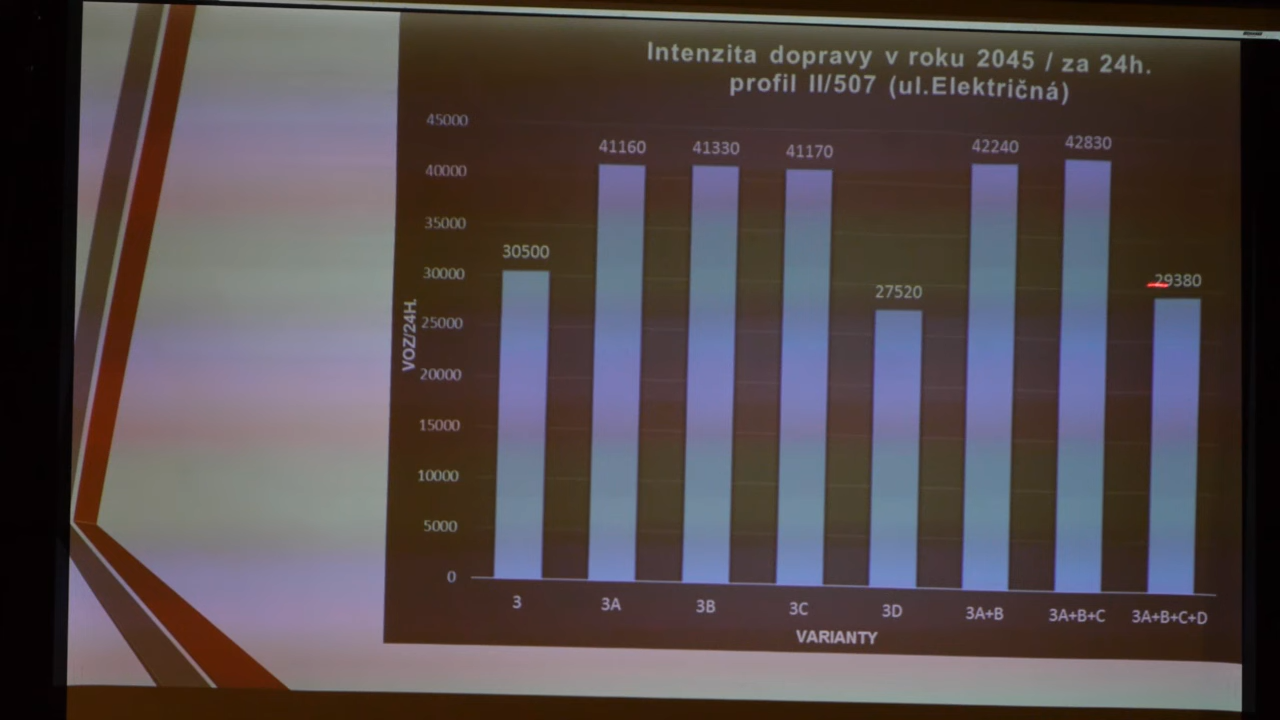 Intenzita dopravy v roku 2045 / za 24h.
profil II/507 (ul.Električná)
45000
40000
35000
30000
25000
20000
15000
10000
5000
0
VOZ/24H.
30500
41160
41330
41170
27520
42240
42830
29380
3
3A
3B
3C
3D
3A+B
3A+B+C
3A+B+C+D
VARIANTY